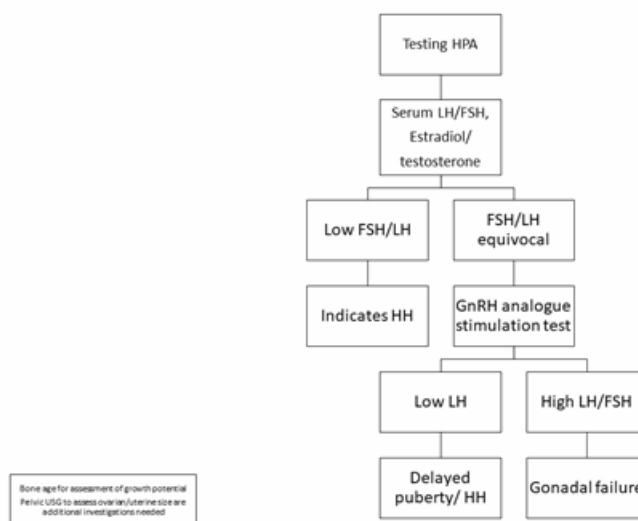 Testing HPA
Serum LH/FSH,
Estradiol/
testosterone
Low FSH/LH
FSH/LH
equivocal
Indicates HH
GnRH analogue
stimulation test
Low LH
High LH/FSH
Delayed
puberty/ HH
Gonadal failure
Bone age for assessment of growth potential
Pelvic USG to assess ovarian/uterine size are
additional investigations needed